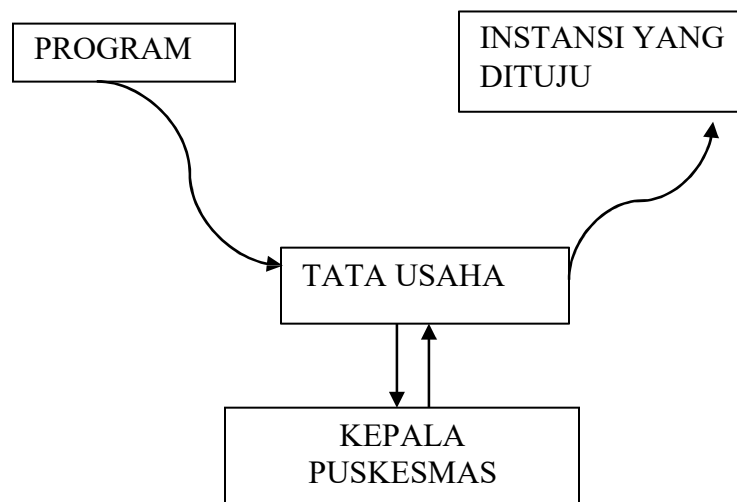 PROGRAM
INSTANSI YANG
DITUJU
TATA USAHA
KEPALA
PUSKESMAS